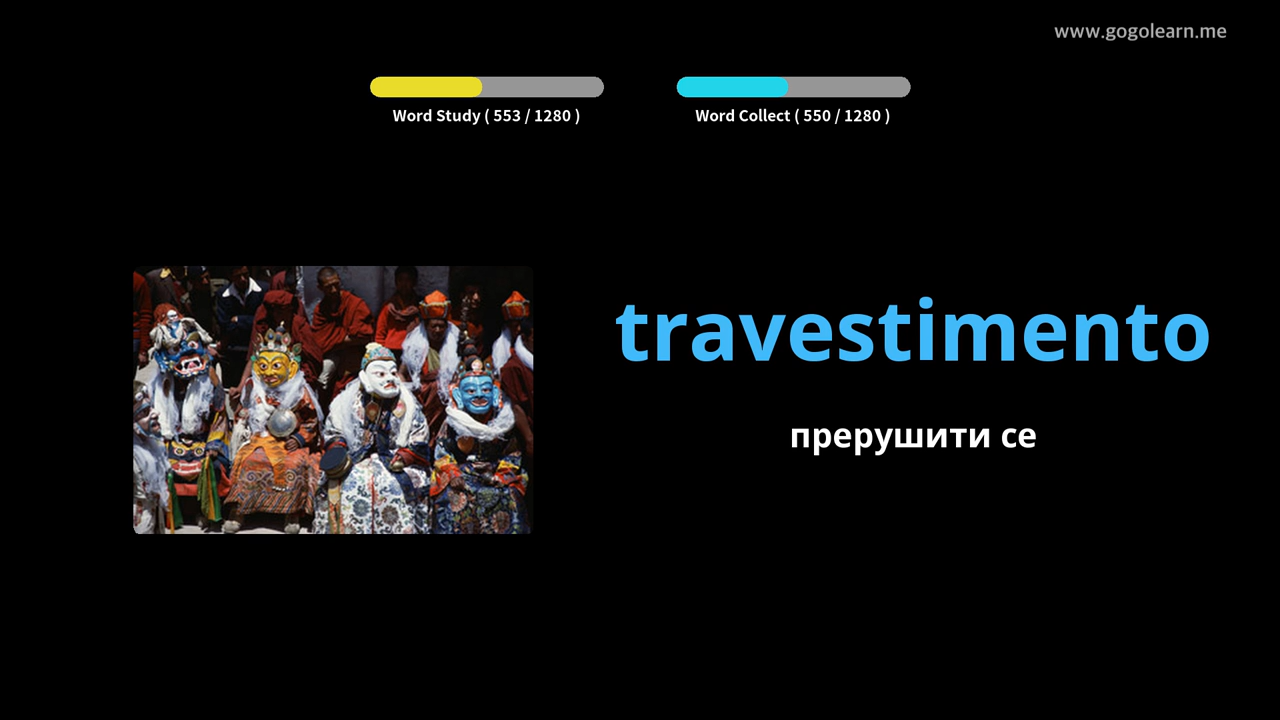 www.gogolearn.me
Word Study ( 553 / 1280 )
Word Collect ( 550 / 1280 )
travestimento
прерушити се